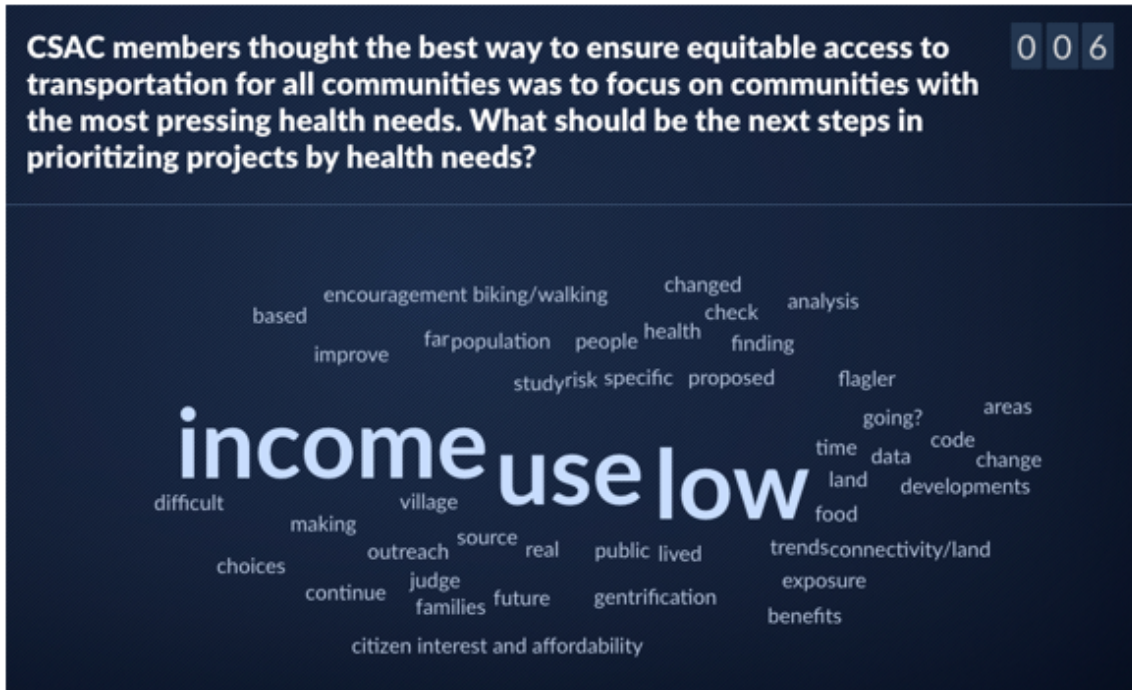 CSAC members thought the best way to ensure equitable access to
transportation for all communities was to focus on communities with
the most pressing health needs. What should be the next steps in
prioritizing projects by health needs?
0 0 6
changed
encouragement biking/walking
analysis
based
check
health
far population people
finding
improve
study risk specific proposed
flagler
areas
going?
code
income
time
data
change
use
low
land
developments
difficult
village
food
making
source
outreach
real
public lived
trends connectivity/land
choices
judge
exposure
continue
families
future
gentrification
benefits
citizen interest and affordability